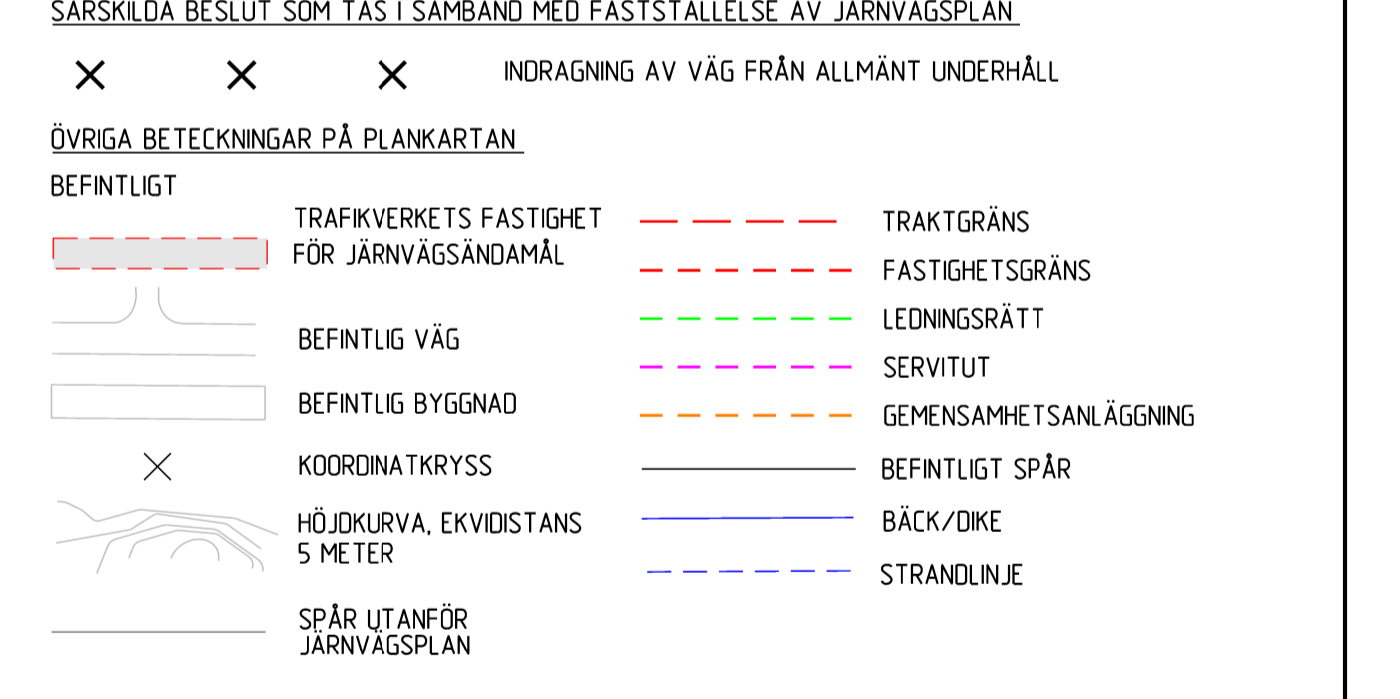 SÄRSKILDA BESLUT SOM TAS I SAMBAND MED FASTSTÄLLELSE AV JÄRNVÄGSPLAN
INDRAGNING AV VÄG FRÅN ALLMÄNT UNDERHÅLL
ÖVRIGA BETECKNINGAR PÅ PLANKARTAN
BEFINTLIGT
TRAFIKVERKETS FASTIGHET
FÖR JÄRNVÄGSÄNDAMÅL
BEFINTLIG VÄG
BEFINTLIG BYGGNAD
KOORDINATKRYSS
HÖJDKURVA, EKVIDISTANS
5 METER
SPÅR UTANFÖR
JÄRNVÄGSPLAN
TRAKTGRÄNS
FASTIGHETSGRÄNS
LEDNINGSRÄTT
SERVITUT
GEMENSAMHETSANLÄGGNING
BEFINTLIGT SPÅR
BÄCK/DIKE
STRANDLINJE